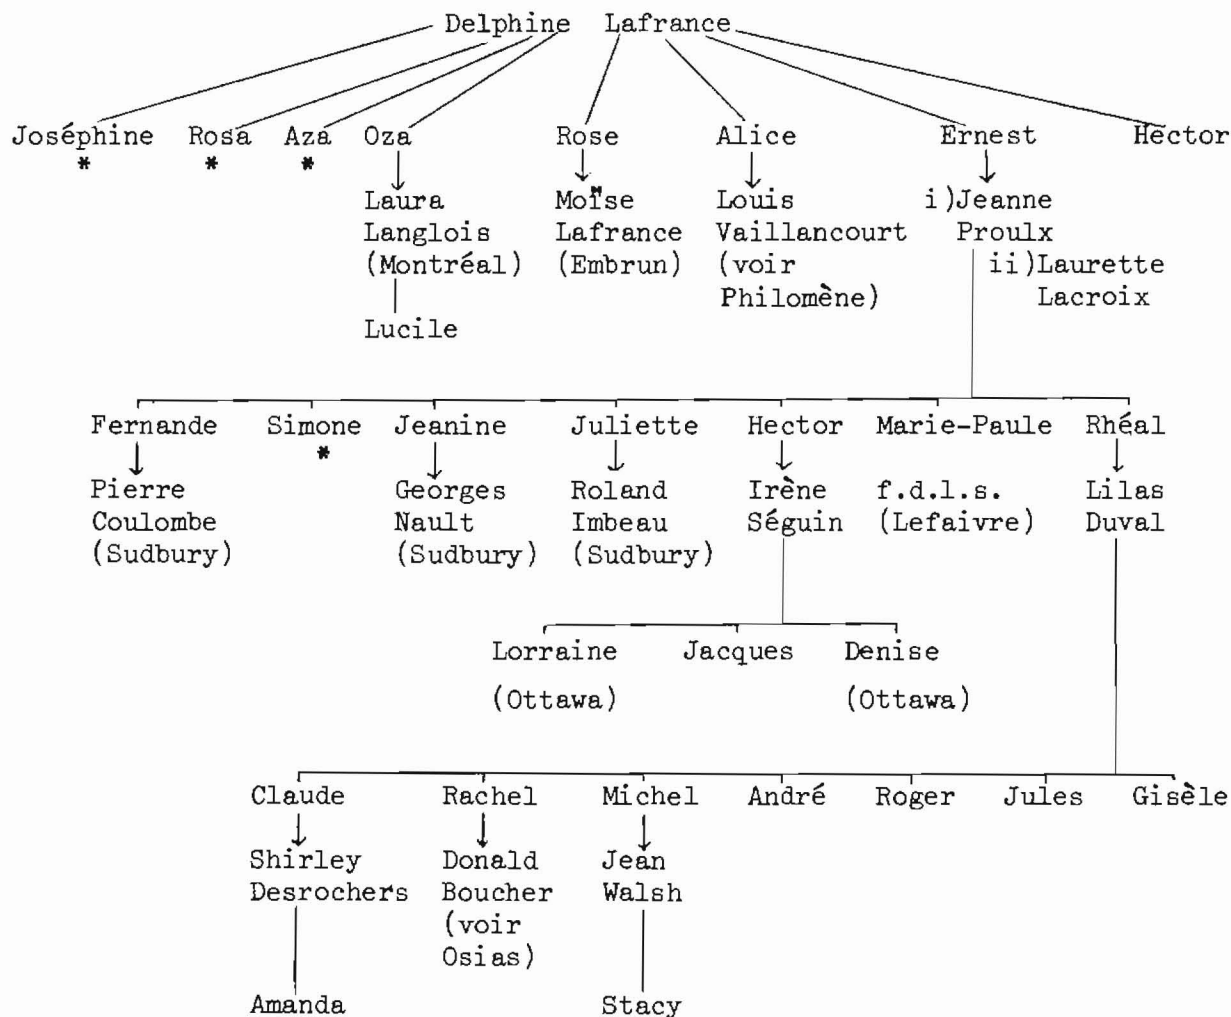 Delphine Lafrance
Joséphine Rosa Aza Oza Rose Alice Ernest Hector
* * *
Laura Moïse Louis i)Jeanne
Langlois Lafrance Vaillancourt Proulx
(Montréal) (Embrun) (voir ii)Laurette
Philomène) Lacroix
Lucile
Fernande Simone Jeanine Juliette Hector Marie-Paule Rhéal
*
Pierre Georges Roland Irène f.d.l.s. Lilas
Coulombe Nault Imbeau Séguin (Lefaivre) Duval
(Sudbury) (Sudbury) (Sudbury)
Lorraine Jacques Denise
(Ottawa) (Ottawa)
Claude Rachel Michel André Roger Jules Gisèle
Shirley Donald Jean
Desrochers Boucher Walsh
(voir
Osias)
Amanda Stacy